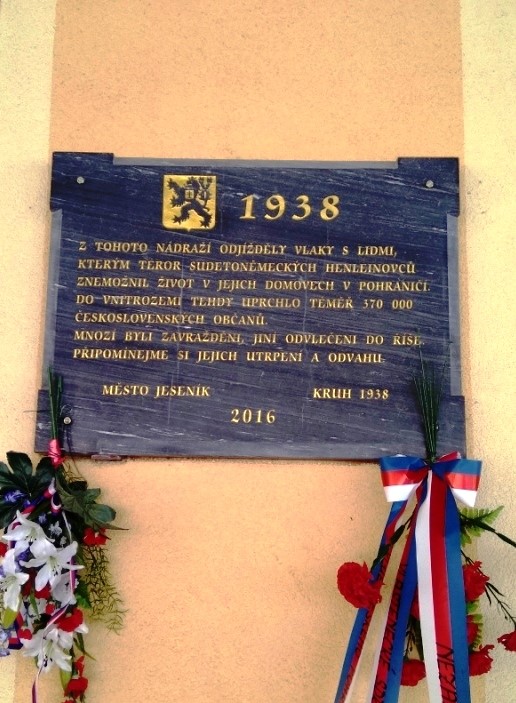 1938
Z TOHOTO NÁDRAŽÍ ODJÍŽDĚLY VLAKY S LIDMI,
KTERÝM TEROR SUDETONĚMECKÝCH HENLEINOVCŮ
ZNEMOŽNIL ŽIVOT V JEJICH DOMOVECH V POHRANIČÍ.
DO VNITROZEMÍ TEHDY UPRCHLO TÉMĚŘ 370 000
ČESKOSLOVENSKÝCH OBČANŮ.
MNOZÍ BYLI ZAVRAŽDĚNI, JINÍ ODVLEČENI DO ŘÍŠE.
PŘIPOMÍNEJME SI JEJICH UTRPENÍ A ODVAHU.
MĚSTO JESENÍK KRUH 1938
2016